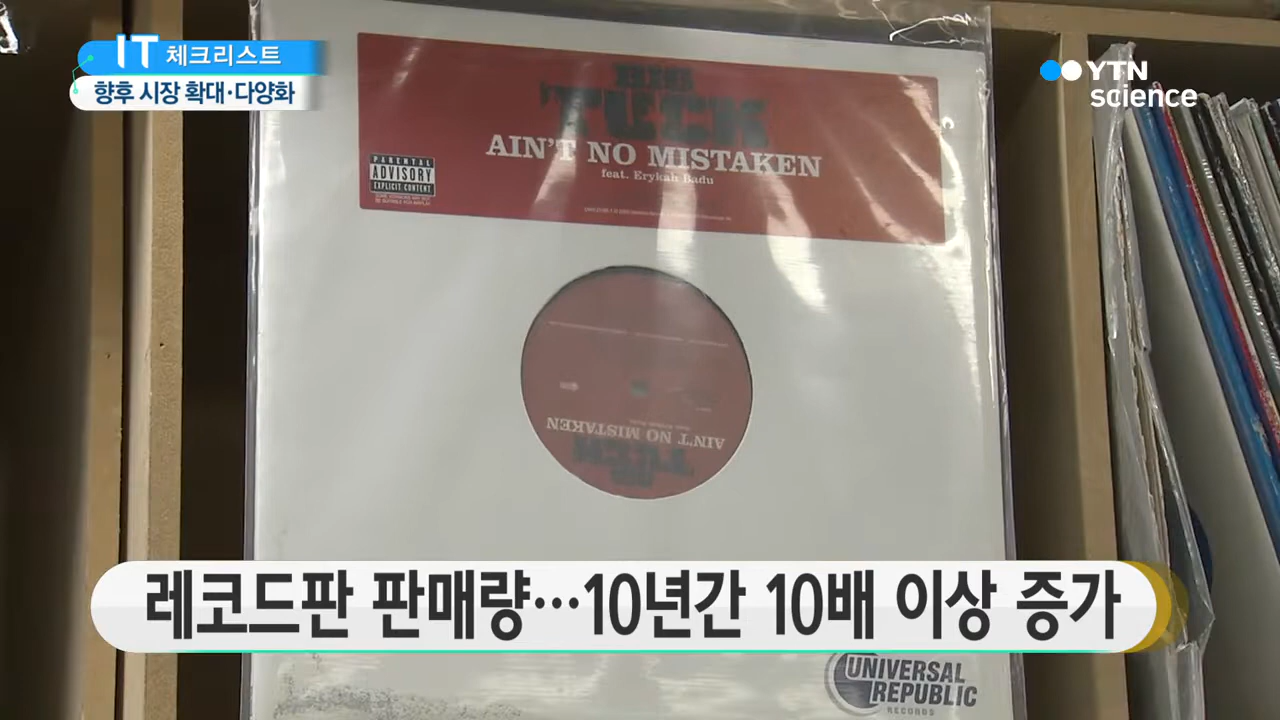 IT 체크리스트
향후 시장 확대·다양화
YTN
science
TUCK
AIN'T NO MISTAKEN
feat. Erykah Badu
PARENTAL
ADVISORY
EXPLICIT CONTENT
AIN'T NO MISTAKEN
TUCK
레코드판 판매량…10년간 10배 이상 증가
UNIVERSAL
REPUBLIC
RECORDS